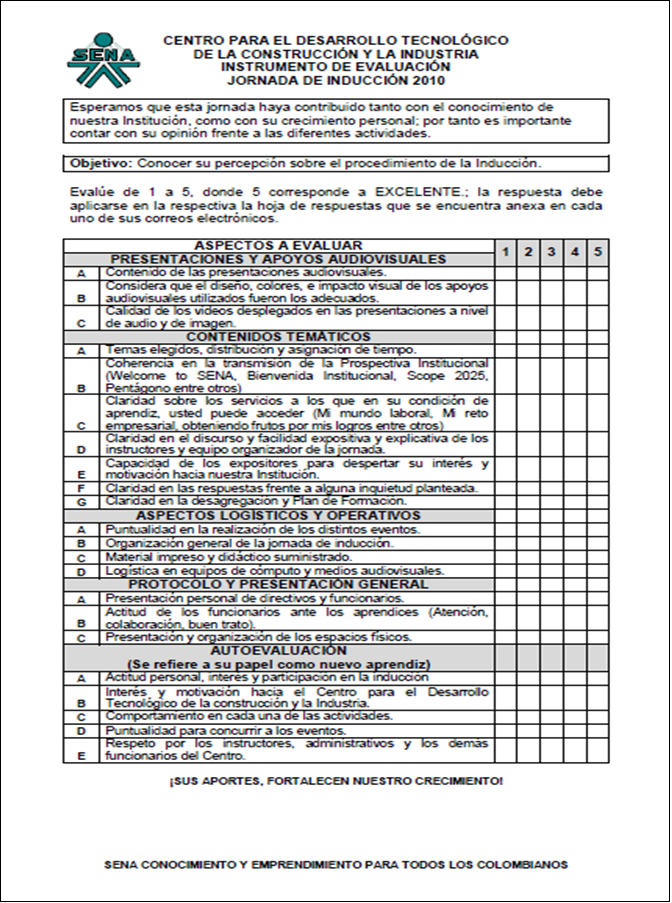 SENA
CENTRO PARA EL DESARROLLO TECNOLÓGICO
DE LA CONSTRUCCIÓN Y LA INDUSTRIA
INSTRUMENTO DE EVALUACIÓN
JORNADA DE INDUCCIÓN 2010
Esperamos que esta jornada haya contribuido tanto con el conocimiento de
nuestra Institución, como con su crecimiento personal; por tanto es importante
contar con su opinión frente a las diferentes actividades.
Objetivo: Conocer su percepción sobre el procedimiento de la Inducción.
Evalúe de 1 a 5, donde 5 corresponde a EXCELENTE.; la respuesta debe
aplicarse en la respectiva la hoja de respuestas que se encuentra anexa en cada
uno de sus correos electrónicos.
ASPECTOS A EVALUAR 1 2 3 4 5
PRESENTACIONES Y APOYOS AUDIOVISUALES
A Contenido de las presentaciones audiovisuales.
Considera que el diseño, colores, e impacto visual de los apoyos
B audiovisuales utilizados fueron los adecuados.
Calidad de los videos desplegados en las presentaciones a nivel
C de audio y de imagen.
CONTENIDOS TEMÁTICOS
A Temas elegidos, distribución y asignación de tiempo.
Coherencia en la transmisión de la Prospectiva Institucional
(Welcome to SENA, Bienvenida Institucional, Scope 2025,
B Pentágono entre otros)
Claridad sobre los servicios a los que en su condición de
aprendiz, usted puede acceder (Mi mundo laboral, Mi reto
C empresarial, obteniendo frutos por mis logros entre otros)
Claridad en el discurso y facilidad expositiva y explicativa de los
D instructores y equipo organizador de la jornada.
Capacidad de los expositores para despertar su interés y
E motivación hacia nuestra Institución.
F Claridad en las respuestas frente a alguna inquietud planteada.
G Claridad en la desagregación y Plan de Formación.
ASPECTOS LOGÍSTICOS Y OPERATIVOS
A Puntualidad en la realización de los distintos eventos.
B Organización general de la jornada de inducción.
C Material impreso y didáctico suministrado.
D Logística en equipos de cómputo y medios audiovisuales.
PROTOCOLO Y PRESENTACIÓN GENERAL
A Presentación personal de directivos y funcionarios.
Actitud de los funcionarios ante los aprendices (Atención,
B colaboración, buen trato).
C Presentación y organización de los espacios físicos.
AUTOEVALUACIÓN
(Se refiere a su papel como nuevo aprendiz)
A Actitud personal, interés y participación en la inducción
Interés y motivación hacia el Centro para el Desarrollo
B Tecnológico de la construcción y la Industria.
C Comportamiento en cada una de las actividades.
D Puntualidad para concurrir a los eventos.
Respeto por los instructores, administrativos y los demás
E funcionarios del Centro.
¡SUS APORTES, FORTALECEN NUESTRO CRECIMIENTO!
SENA CONOCIMIENTO Y EMPRENDIMIENTO PARA TODOS LOS COLOMBIANOS